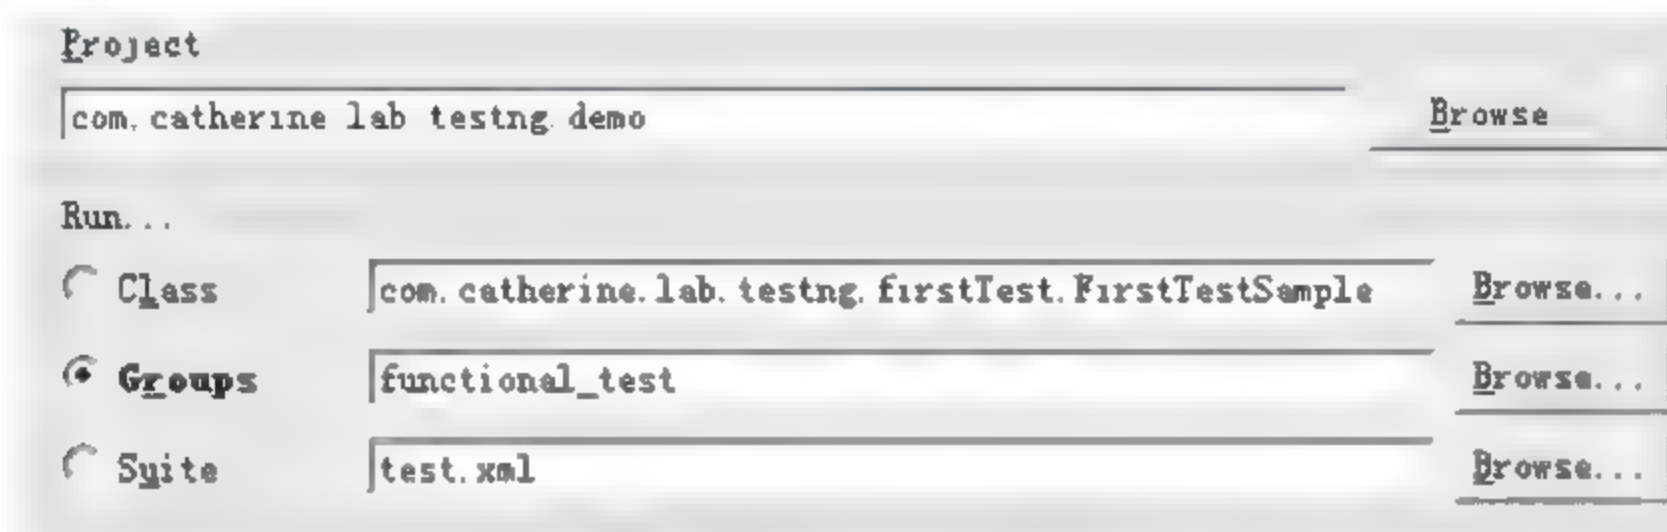 Project
com.catherine lab testng demo Browse
Run...
Class com.catherine.lab.testng.firstTest.FirstTestSample Browse...
Groups functional_test Browse...
Suite test.xml Browse...